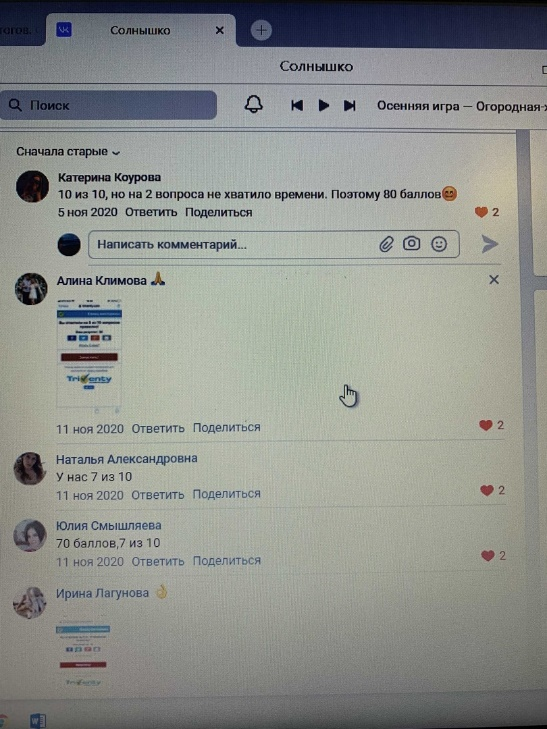 Солнышко
Солнышко
Поиск
Осенняя игра — Огородная
Сначала старые
Катерина Коурова
10 из 10, но на 2 вопроса не хватило времени. Поэтому 80 баллов
5 ноя 2020 Ответить Поделиться
2
Написать комментарий...
Алина Климова
11 ноя 2020 Ответить Поделиться
2
Наталья Александровна
У нас 7 из 10
11 ноя 2020 Ответить Поделиться
2
Юлия Смышляева
70 баллов,7 из 10
11 ноя 2020 Ответить Поделиться
2
Ирина Лагунова